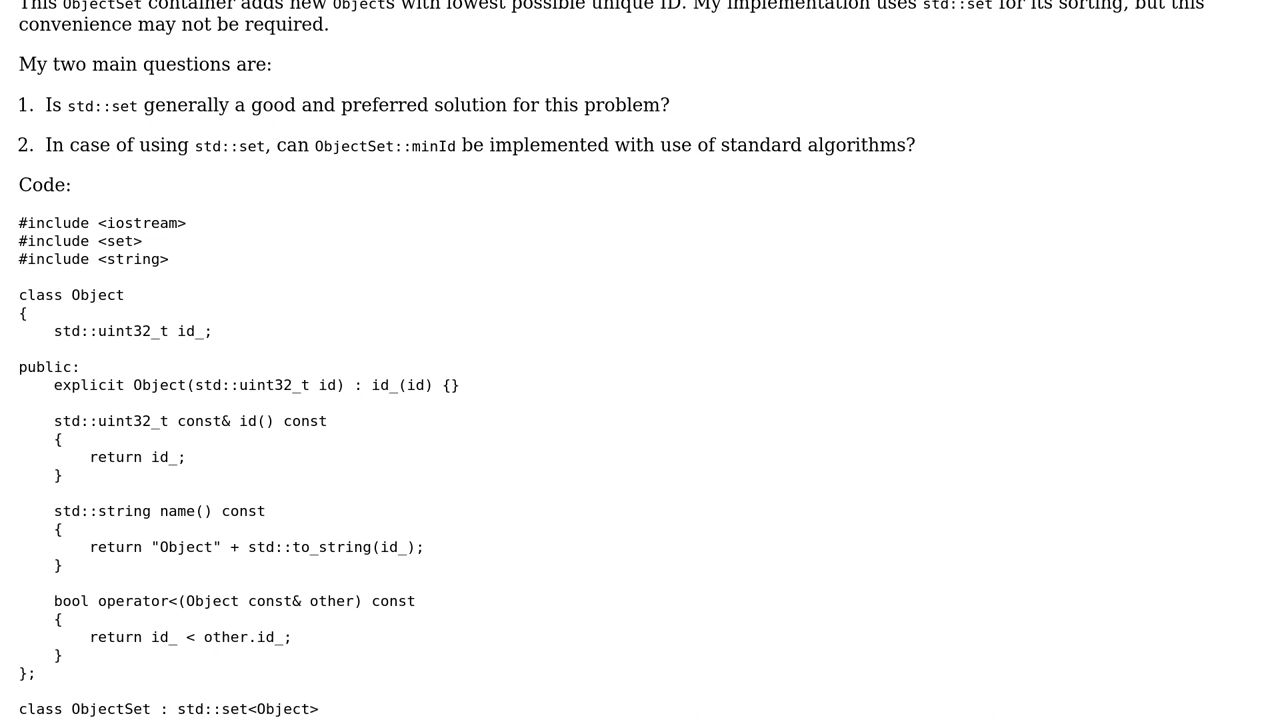 This ObjectSet container adds new Objects with lowest possible unique ID. My implementation uses std::set for its sorting, but this
convenience may not be required.
My two main questions are:
1. Is std::set generally a good and preferred solution for this problem?
2. In case of using std::set, can ObjectSet::minId be implemented with use of standard algorithms?
Code:
#include <iostream>
#include <set>
#include <string>
class Object
{
    std::uint32_t id_;
public:
    explicit Object(std::uint32_t id) : id_(id) {}
    std::uint32_t const& id() const
    {
        return id_;
    }
    std::string name() const
    {
        return "Object" + std::to_string(id_);
    }
    bool operator<(Object const& other) const
    {
        return id_ < other.id_;
    }
};
class ObjectSet : std::set<Object>